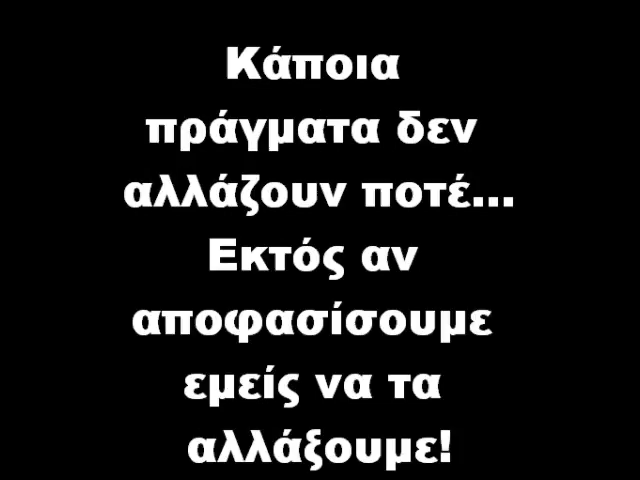 Κάποια
πράγματα δεν
αλλάζουν ποτέ...
Εκτός αν
αποφασίσουμε
εμείς να τα
αλλάξουμε!